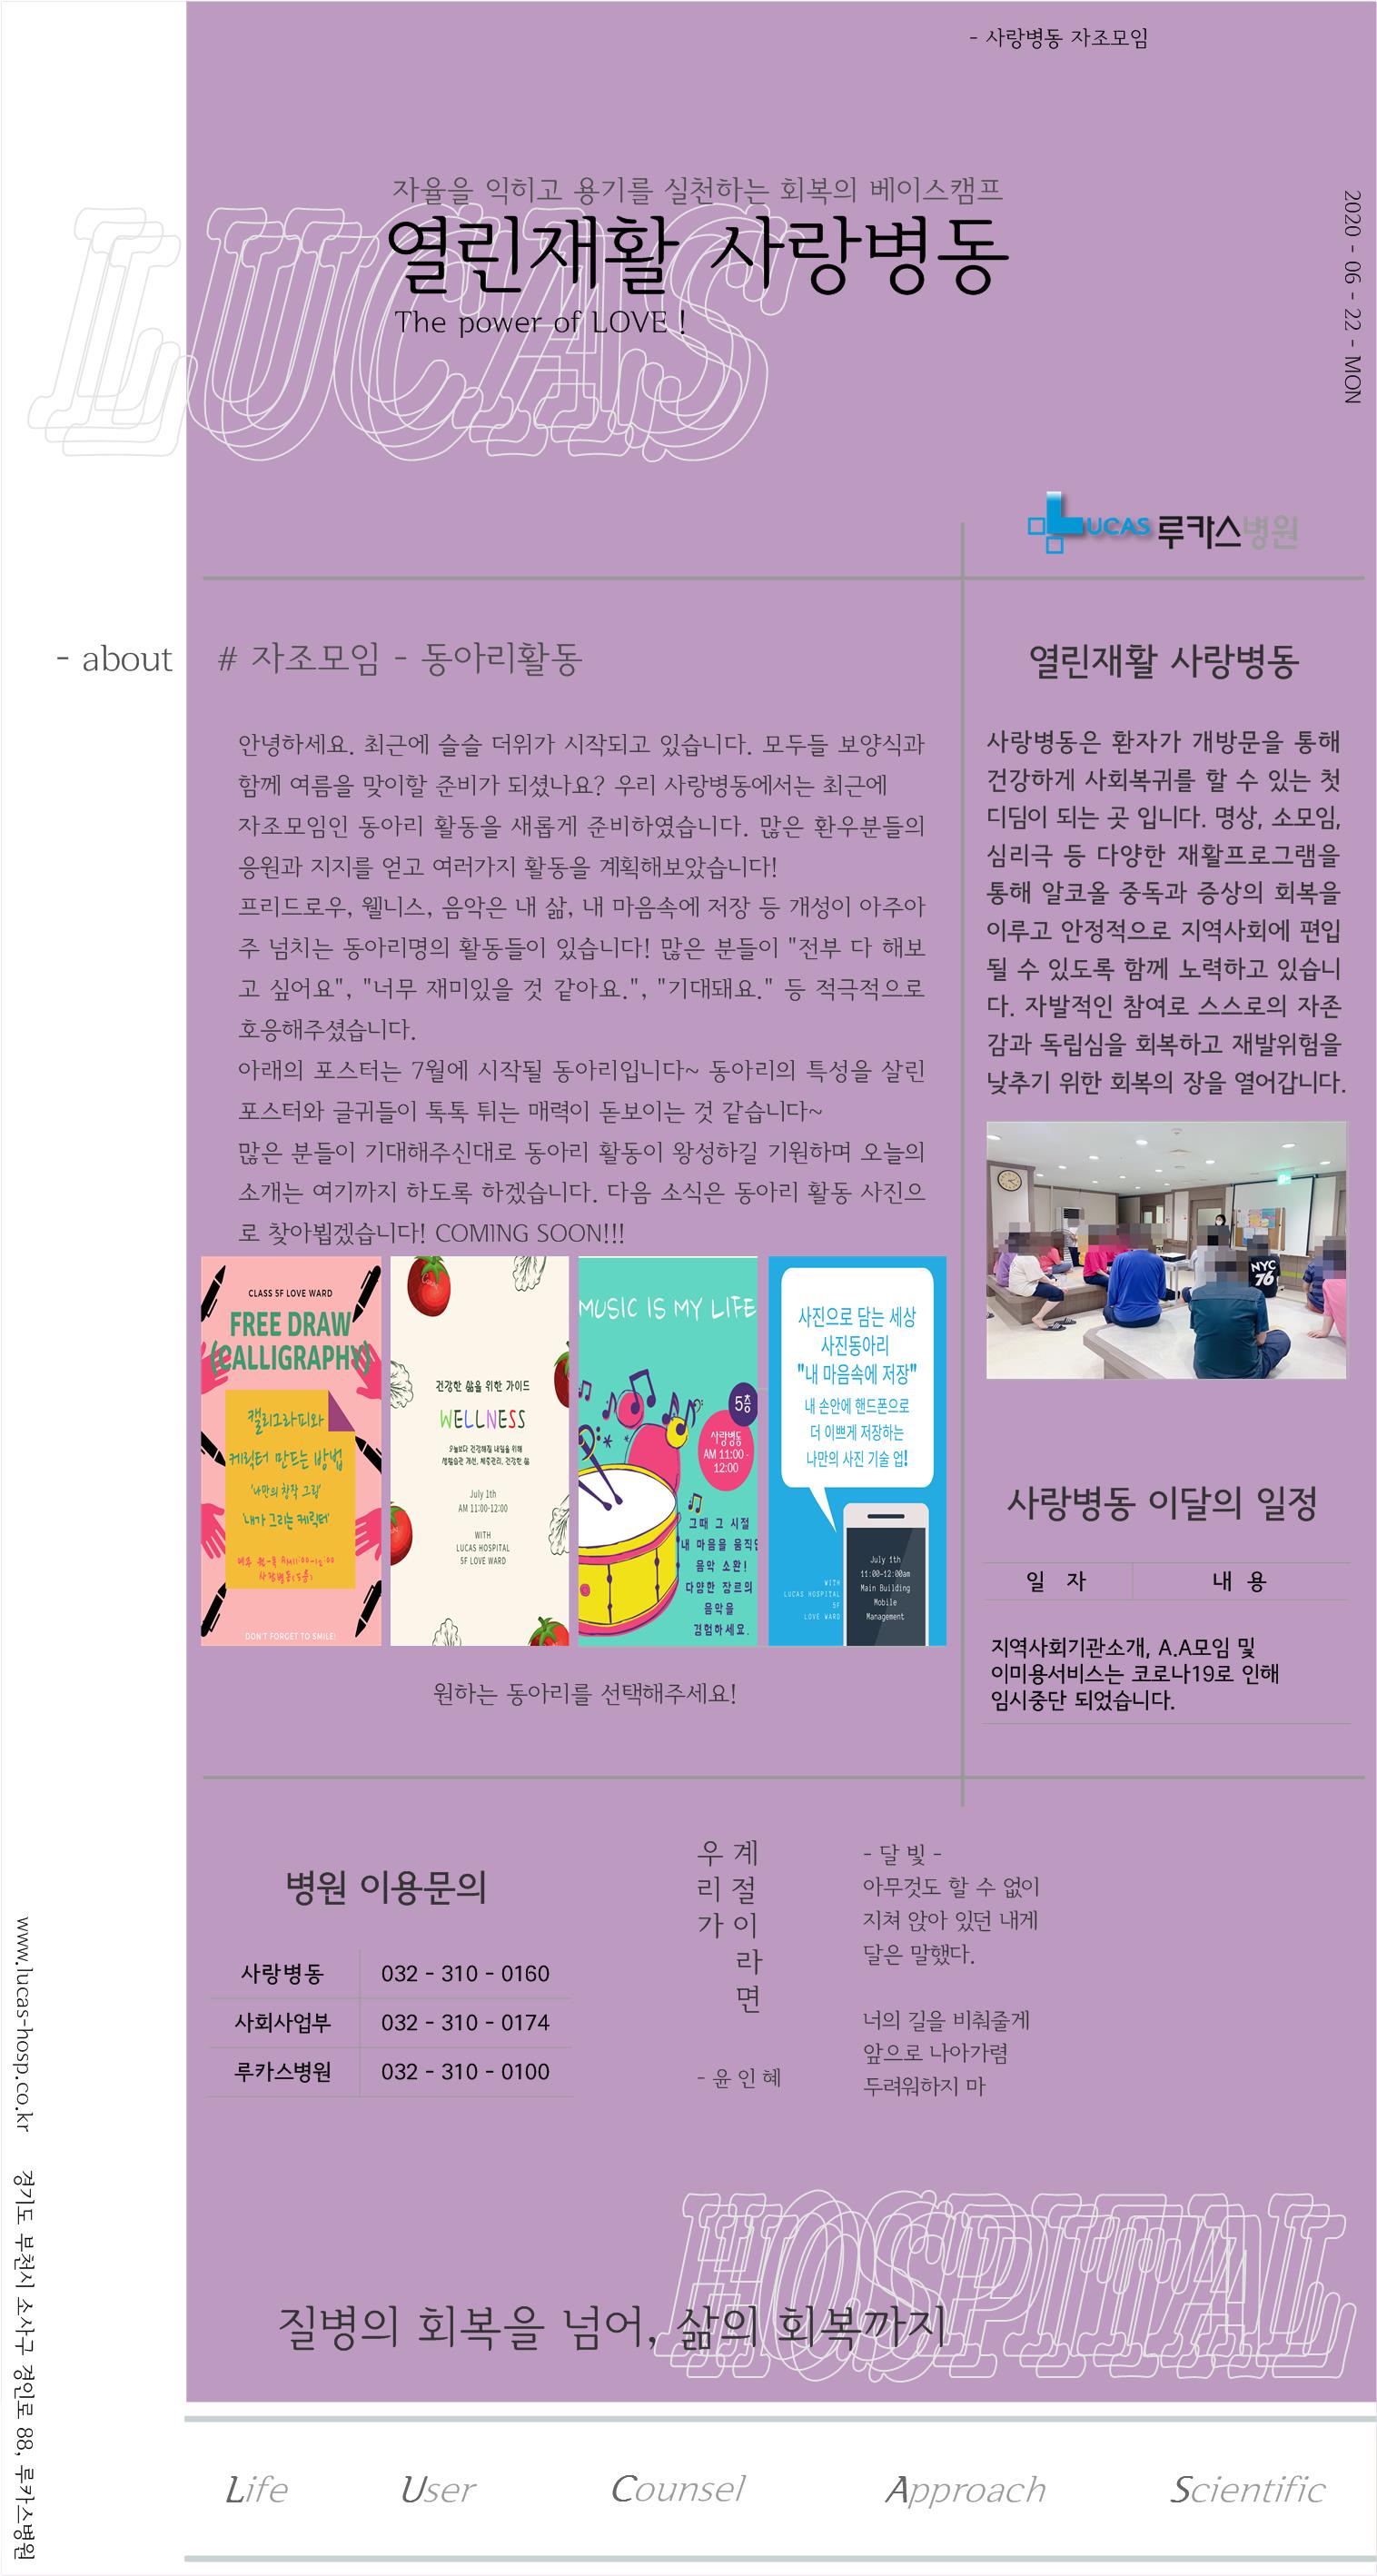 - 사랑병동 자조모임
자율을 익히고 용기를 실천하는 회복의 베이스캠프
열린재활 사랑병동
The power of LOVE !
LUCAS
2020 - 06 - 22 - MON
LUCAS 루카스병원
- about
# 자조모임 - 동아리활동
안녕하세요. 최근에 슬슬 더위가 시작되고 있습니다. 모두들 보양식과
함께 여름을 맞이할 준비가 되셨나요? 우리 사랑병동에서는 최근에
자조모임인 동아리 활동을 새롭게 준비하였습니다. 많은 환우분들의
응원과 지지를 얻고 여러가지 활동을 계획해보았습니다!
프리드로우, 웰니스, 음악은 내 삶, 내 마음속에 저장 등 개성이 아주아
주 넘치는 동아리명의 활동들이 있습니다! 많은 분들이 "전부 다 해보
고 싶어요", "너무 재미있을 것 같아요.", "기대돼요." 등 적극적으로
호응해주셨습니다.
아래의 포스터는 7월에 시작될 동아리입니다~ 동아리의 특성을 살린
포스터와 글귀들이 톡톡 튀는 매력이 돋보이는 것 같습니다~
많은 분들이 기대해주신대로 동아리 활동이 왕성하길 기원하며 오늘의
소개는 여기까지 하도록 하겠습니다. 다음 소식은 동아리 활동 사진으
로 찾아뵙겠습니다! COMING SOON!!!
CLASS 5F LOVE WARD
FREE DRAW
(CALLIGRAPHY)
캘리그라피와
케릭터 만드는 방법
'나만의 창작 그림'
'내가 그리는 케릭터'
매주 월-목 AM11:00-12:00
사랑병동(5층)
DON'T FORGET TO SMILE!
건강한 삶을 위한 가이드
WELLNESS
오늘보다 건강해질 내일을 위해
생활습관 개선, 체중관리, 건강한 삶
July 1th
AM 11:00-12:00
WITH
LUCAS HOSPITAL
5F LOVE WARD
MUSIC IS MY LIFE
5층
사랑병동
AM 11:00 -
12:00
그때 그 시절
내 마음을 움직인
음악 소환!
다양한 장르의
음악을
경험하세요.
사진으로 담는 세상
사진동아리
"내 마음속에 저장"
내 손안에 핸드폰으로
더 이쁘게 저장하는
나만의 사진 기술 업!
WITH
LUCAS HOSPITAL
5F
LOVE WARD
July 1th
11:00-12:00am
Main Building
Mobile
Management
원하는 동아리를 선택해주세요!
열린재활 사랑병동
사랑병동은 환자가 개방문을 통해
건강하게 사회복귀를 할 수 있는 첫
디딤이 되는 곳 입니다. 명상, 소모임,
심리극 등 다양한 재활프로그램을
통해 알코올 중독과 증상의 회복을
이루고 안정적으로 지역사회에 편입
될 수 있도록 함께 노력하고 있습니
다. 자발적인 참여로 스스로의 자존
감과 독립심을 회복하고 재발위험을
낮추기 위한 회복의 장을 열어갑니다.
NYC
76
사랑병동 이달의 일정
일 자 내 용
지역사회기관소개, A.A모임 및
이미용서비스는 코로나19로 인해
임시중단 되었습니다.
병원 이용문의
사랑병동 032 - 310 - 0160
사회사업부 032 - 310 - 0174
루카스병원 032 - 310 - 0100
우리가
계절이라면
- 윤인혜
- 달 빛 -
아무것도 할 수 없이
지쳐 앉아 있던 내게
달은 말했다.
너의 길을 비춰줄게
앞으로 나아가렴
두려워하지 마
www.lucas-hosp.co.kr
경기도 부천시 소사구 경인로 88, 루카스병원
HOSPITAL
질병의 회복을 넘어, 삶의 회복까지
Life User Counsel Approach Scientific